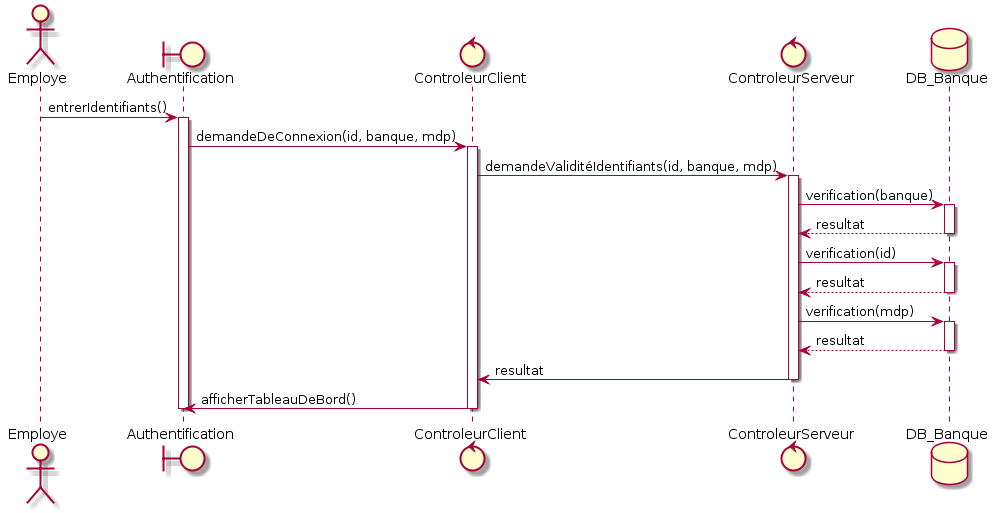 Employe
Authentification
ControleurClient
ControleurServeur
DB_Banque
entrerIdentifiants()
demandeDeConnexion(id, banque, mdp)
demandeValiditéIdentifiants(id, banque, mdp)
verification(banque)
resultat
verification(id)
resultat
verification(mdp)
resultat
resultat
afficherTableauDeBord()
Employe
Authentification
ControleurClient
ControleurServeur
DB_Banque